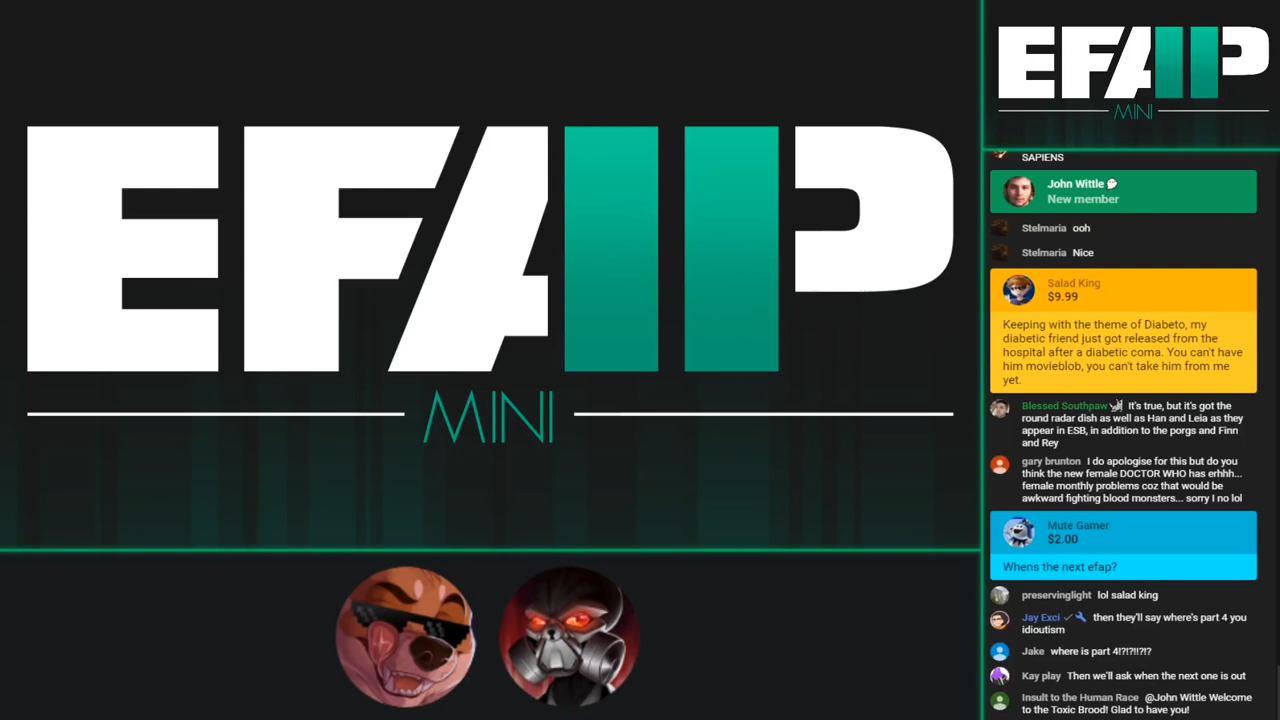 EFAP
MINI
EFAP
MINI
SAPIENS
John Wittle
New member
Stelmaria ooh
Stelmaria Nice
Salad King
$9.99
Keeping with the theme of Diabeto, my
diabetic friend just got released from the
hospital after a diabetic coma. You can't have
him movieblob, you can't take him from me
yet.
Blessed Southpaw It's true, but it's got the
round radar dish as well as Han and Leia as they
appear in ESB, in addition to the porgs and Finn
and Rey
gary brunton I do apologise for this but do you
think the new female DOCTOR WHO has erhhh...
female monthly problems coz that would be
awkward fighting blood monsters... sorry I no lol
Mute Gamer
$2.00
Whens the next efap?
preservinglight lol salad king
Jay Exci then they'll say where's part 4 you
idioutism
Jake where is part 4!?!?!!?!?
Kay play Then we'll ask when the next one is out
Insult to the Human Race @John Wittle Welcome
to the Toxic Brood! Glad to have you!